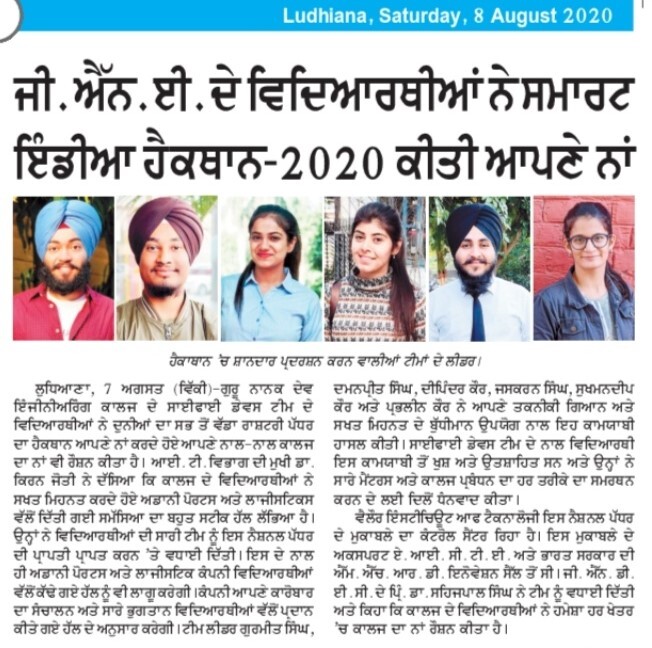 Ludhiana, Saturday, 8 August 2020
ਜੀ.ਐੱਨ.ਈ.ਦੇ ਵਿਦਿਆਰਥੀਆਂ ਨੇ ਸਮਾਰਟ
ਇੰਡੀਆ ਹੈਕਥਾਨ-2020 ਕੀਤੀ ਆਪਣੇ ਨਾਂ
ਹੈਕਾਥਾਨ 'ਚ ਸ਼ਾਨਦਾਰ ਪ੍ਰਦਰਸ਼ਨ ਕਰਨ ਵਾਲੀਆਂ ਟੀਮਾਂ ਦੇ ਲੀਡਰ।
ਲੁਧਿਆਣਾ, 7 ਅਗਸਤ (ਵਿੱਕੀ)-ਗੁਰੂ ਨਾਨਕ ਦੇਵ
ਇੰਜੀਨੀਅਰਿੰਗ ਕਾਲਜ ਦੇ ਸਾਈਫਾਈ ਡੇਵਸ ਟੀਮ ਦੇ
ਵਿਦਿਆਰਥੀਆਂ ਨੇ ਦੁਨੀਆਂ ਦਾ ਸਭ ਤੋਂ ਵੱਡਾ ਰਾਸ਼ਟਰੀ ਪੱਧਰ
ਦਾ ਹੈਕਥਾਨ ਆਪਣੇ ਨਾਂ ਕਰਦੇ ਹੋਏ ਆਪਣੇ ਨਾਲ-ਨਾਲ ਕਾਲਜ
ਦਾ ਨਾਂ ਵੀ ਰੌਸ਼ਨ ਕੀਤਾ ਹੈ। ਆਈ. ਟੀ. ਵਿਭਾਗ ਦੀ ਮੁਖੀ ਡਾ.
ਕਿਰਨ ਜੋਤੀ ਨੇ ਦੱਸਿਆ ਕਿ ਕਾਲਜ ਦੇ ਵਿਦਿਆਰਥੀਆਂ ਨੇ
ਸਖਤ ਮਿਹਨਤ ਕਰਦੇ ਹੋਏ ਅਡਾਨੀ ਪੋਰਟਸ ਅਤੇ ਲਾਜੀਸਟਿਕਸ
ਵੱਲੋਂ ਦਿੱਤੀ ਗਈ ਸਮੱਸਿਆ ਦਾ ਬਹੁਤ ਸਟੀਕ ਹੱਲ ਲੱਭਿਆ ਹੈ।
ਉਨ੍ਹਾਂ ਨੇ ਵਿਦਿਆਰਥੀਆਂ ਦੀ ਸਾਰੀ ਟੀਮ ਨੂੰ ਇਸ ਨੈਸ਼ਨਲ ਪੱਧਰ
ਦੀ ਪ੍ਰਾਪਤੀ ਪ੍ਰਾਪਤ ਕਰਨ 'ਤੇ ਵਧਾਈ ਦਿੱਤੀ। ਇਸ ਦੇ ਨਾਲ
ਹੀ ਅਡਾਨੀ ਪੋਰਟਸ ਅਤੇ ਲਾਜੀਸਟਿਕ ਕੰਪਨੀ ਵਿਦਿਆਰਥੀਆਂ
ਵੱਲੋਂ ਕੱਢੇ ਗਏ ਹੱਲ ਨੂੰ ਵੀ ਲਾਗੂ ਕਰੇਗੀ। ਕੰਪਨੀ ਆਪਣੇ ਕਾਰੋਬਾਰ
ਦਾ ਸੰਚਾਲਨ ਅਤੇ ਸਾਰੇ ਭੁਗਤਾਨ ਵਿਦਿਆਰਥੀਆਂ ਵੱਲੋਂ ਪ੍ਰਦਾਨ
ਕੀਤੇ ਗਏ ਹੱਲ ਦੇ ਅਨੁਸਾਰ ਕਰੇਗੀ। ਟੀਮ ਲੀਡਰ ਗੁਰਮੀਤ ਸਿੰਘ,
ਦਮਨਪ੍ਰੀਤ ਸਿੰਘ, ਦੀਪਿੰਦਰ ਕੌਰ, ਜਸਕਰਨ ਸਿੰਘ, ਸੁਖਮਨਦੀਪ
ਕੌਰ ਅਤੇ ਪ੍ਰਭਲੀਨ ਕੌਰ ਨੇ ਆਪਣੇ ਤਕਨੀਕੀ ਗਿਆਨ ਅਤੇ
ਸਖਤ ਮਿਹਨਤ ਦੇ ਬੁੱਧੀਮਾਨ ਉਪਯੋਗ ਨਾਲ ਇਹ ਕਾਮਯਾਬੀ
ਹਾਸਲ ਕੀਤੀ। ਸਾਈਫਾਈ ਡੇਵਸ ਟੀਮ ਦੇ ਨਾਲ ਵਿਦਿਆਰਥੀ
ਇਸ ਕਾਮਯਾਬੀ ਤੋਂ ਖੁਸ਼ ਅਤੇ ਉਤਸ਼ਾਹਿਤ ਸਨ ਅਤੇ ਉਨ੍ਹਾਂ ਨੇ
ਸਾਰੇ ਮੈਂਟਰਸ ਅਤੇ ਕਾਲਜ ਪ੍ਰਬੰਧਨ ਦਾ ਹਰ ਤਰੀਕੇ ਦਾ ਸਮਰਥਨ
ਕਰਨ ਦੇ ਲਈ ਦਿਲੋਂ ਧੰਨਵਾਦ ਕੀਤਾ।
ਵੈਲੌਰ ਇੰਸਟੀਚਿਊਟ ਆਫ ਟੈਕਨਾਲੋਜੀ ਇਸ ਨੈਸ਼ਨਲ ਪੱਧਰ
ਦੇ ਮੁਕਾਬਲੇ ਦਾ ਕੰਟਰੋਲ ਸੈਂਟਰ ਰਿਹਾ ਹੈ। ਇਸ ਮੁਕਾਬਲੇ ਦੇ
ਅਕਸਪਰਟ ਏ. ਆਈ. ਸੀ. ਟੀ. ਈ. ਅਤੇ ਭਾਰਤ ਸਰਕਾਰ ਦੀ
ਐੱਮ. ਐੱਚ. ਆਰ. ਡੀ. ਇਨੋਵੇਸ਼ਨ ਸੈੱਲ ਤੋਂ ਸੀ। ਜੀ. ਐੱਨ. ਡੀ.
ਈ. ਸੀ. ਦੇ ਪ੍ਰਿੰ. ਡਾ. ਸਹਿਜਪਾਲ ਸਿੰਘ ਨੇ ਟੀਮ ਨੂੰ ਵਧਾਈ ਦਿੱਤੀ
ਅਤੇ ਕਿਹਾ ਕਿ ਕਾਲਜ ਦੇ ਵਿਦਿਆਰਥੀਆਂ ਨੇ ਹਮੇਸ਼ਾ ਹਰ ਖੇਤਰ
'ਚ ਕਾਲਜ ਦਾ ਨਾਂ ਰੌਸ਼ਨ ਕੀਤਾ ਹੈ।